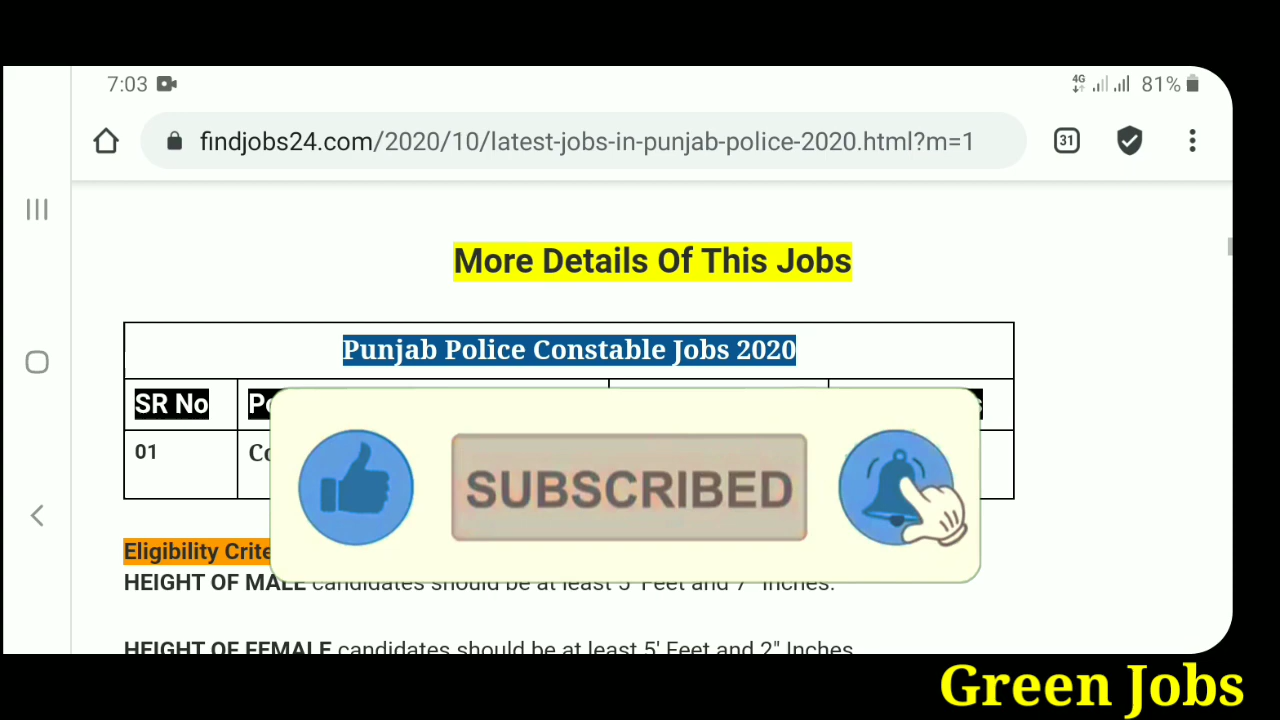 7:03
4G 81%
findjobs24.com/2020/10/latest-jobs-in-punjab-police-2020.html?m=1
31
More Details Of This Jobs
Punjab Police Constable Jobs 2020
SR No
01
SUBSCRIBED
Eligibility
HEIGHT OF MALE candidates should be at least 5' Feet and 7" Inches.
HEIGHT OF FEMALE candidates should be at least 5' Feet and 2" Inches
Green Jobs